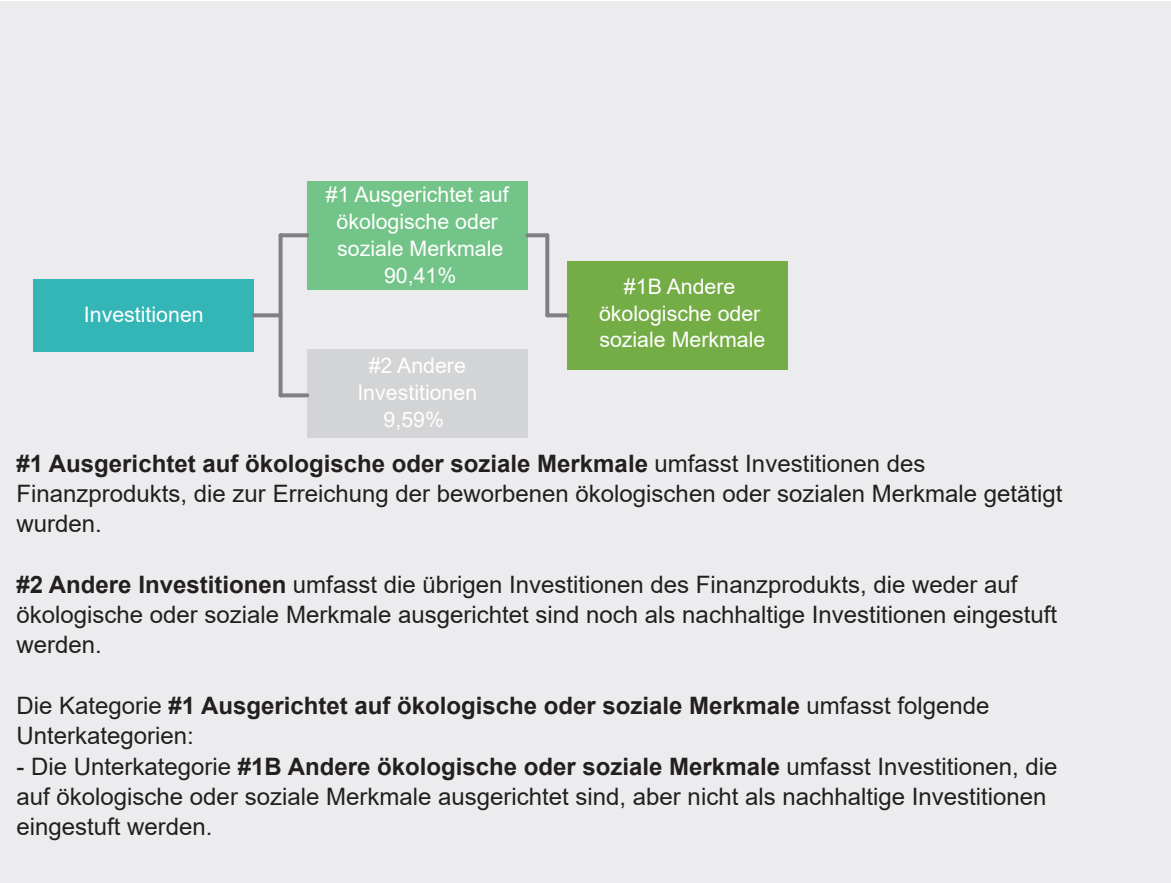 #1 Ausgerichtet auf
ökologische oder
soziale Merkmale
90,41%
#1B Andere
ökologische oder
soziale Merkmale
Investitionen
#2 Andere
Investitionen
9,59%
#1 Ausgerichtet auf ökologische oder soziale Merkmale umfasst Investitionen des
Finanzprodukts, die zur Erreichung der beworbenen ökologischen oder sozialen Merkmale getätigt
wurden.
#2 Andere Investitionen umfasst die übrigen Investitionen des Finanzprodukts, die weder auf
ökologische oder soziale Merkmale ausgerichtet sind noch als nachhaltige Investitionen eingestuft
werden.
Die Kategorie #1 Ausgerichtet auf ökologische oder soziale Merkmale umfasst folgende
Unterkategorien:
- Die Unterkategorie #1B Andere ökologische oder soziale Merkmale umfasst Investitionen, die
auf ökologische oder soziale Merkmale ausgerichtet sind, aber nicht als nachhaltige Investitionen
eingestuft werden.